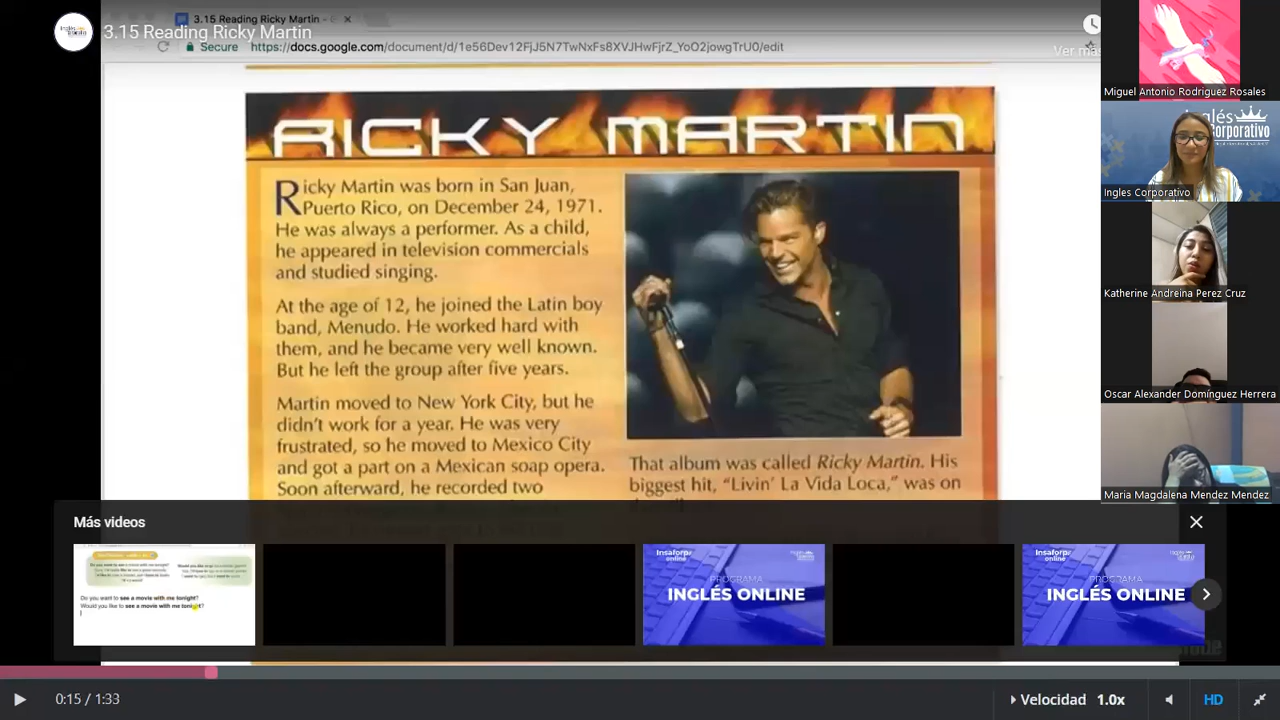 3.15 Reading Ricky Martin - G
3.15 Reading Ricky Martin
Secure
https://docs.google.com/document/d/1e56Dev12FjJ5N7TwNxFs8XVJHwFjrZ_YoO2jowgTrU0/edit
RICKY MARTIN
Ricky Martin was born in San Juan,
Puerto Rico, on December 24, 1971.
He was always a performer. As a child,
he appeared in television commercials
and studied singing.
At the age of 12, he joined the Latin boy
band, Menudo. He worked hard with
them, and he became very well known.
But he left the group after five years.
Martin moved to New York City, but he
didn't work for a year. He was very
frustrated, so he moved to Mexico City
and got a part on a Mexican soap opera.
Soon afterward, he recorded two
That album was called Ricky Martin. His
biggest hit, "Livin' La Vida Loca," was on
Miguel Antonio Rodriguez Rosales
Inglés Corporativo
Ingles Corporativo
Katherine Andreina Perez Cruz
Oscar Alexander Domínguez Herrera
Maria Magdalena Mendez Mendez
Más videos
Do you want to see a movie with me tonight?
Would you like to see a movie with me tonight?
Insaforp online
PROGRAMA
INGLÉS ONLINE
Insaforp online
PROGRAMA
INGLÉS ONLINE
0:15 / 1:33
Velocidad 1.0x
HD